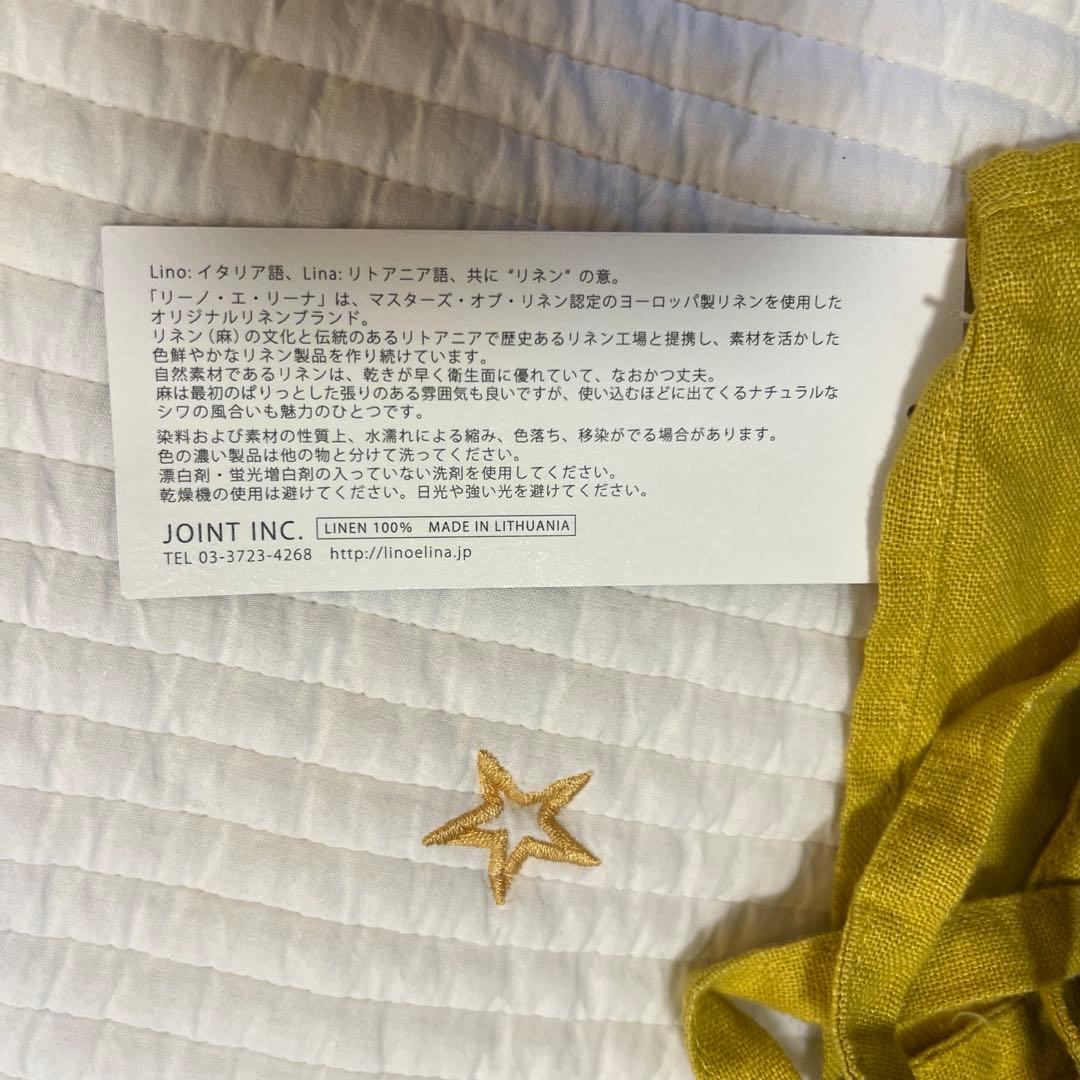 Lino: イタリア語、Lina: リトアニア語、共に “リネン” の意。
「リーノ・エ・リーナ」は、マスターズ・オブ・リネン認定のヨーロッパ製リネンを使用した
オリジナルリネンブランド。
リネン（麻）の文化と伝統のあるリトアニアで歴史あるリネン工場と提携し、素材を活かした
色鮮やかなリネン製品を作り続けています。
自然素材であるリネンは、乾きが早く衛生面に優れていて、なおかつ丈夫。
麻は最初のぱりっとした張りのある雰囲気も良いですが、使い込むほどに出てくるナチュラルな
シワの風合いも魅力のひとつです。
染料および素材の性質上、水濡れによる縮み、色落ち、移染がでる場合があります。
色の濃い製品は他の物と分けて洗ってください。
漂白剤・蛍光増白剤の入っていない洗剤を使用してください。
乾燥機の使用は避けてください。日光や強い光を避けてください。
JOINT INC. LINEN 100% MADE IN LITHUANIA
TEL 03-3723-4268 http://linoelina.jp